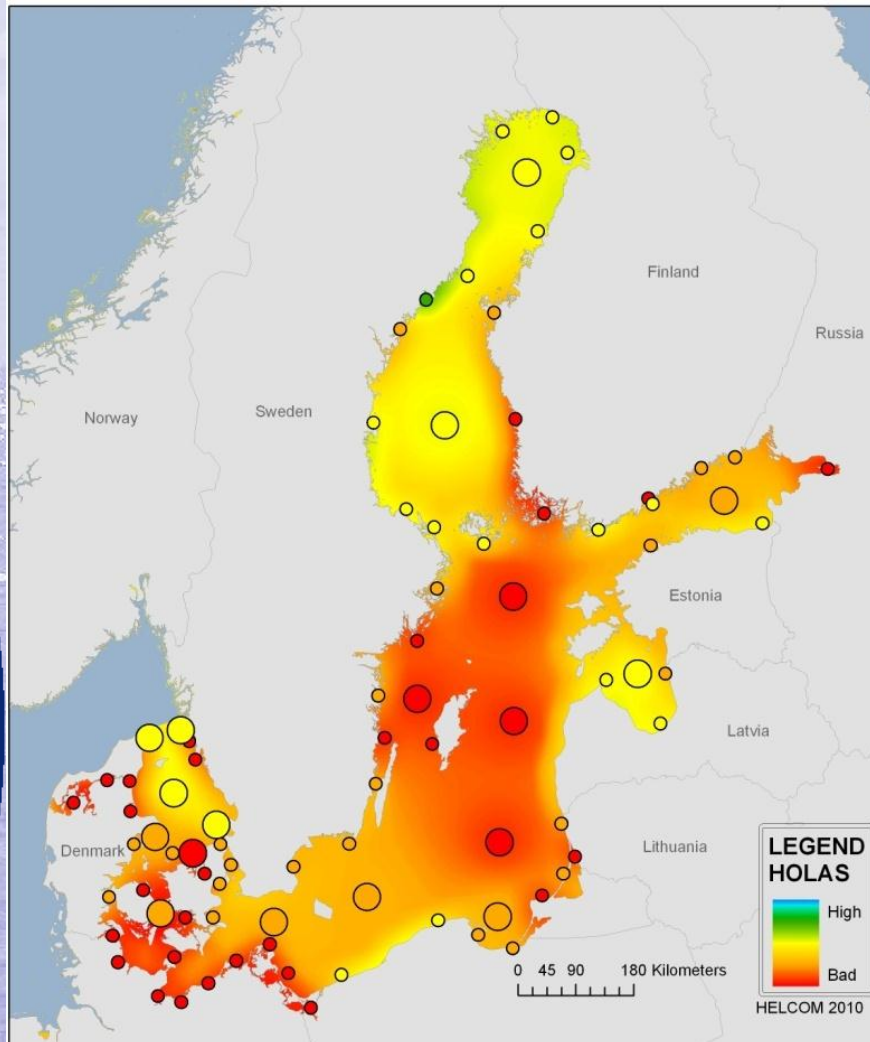 Finland
Russia
Norway
Sweden
Estonia
Latvia
Lithuania
Denmark
LEGEND
HOLAS
High
Bad
0 45 90 180 Kilometers
HELCOM 2010